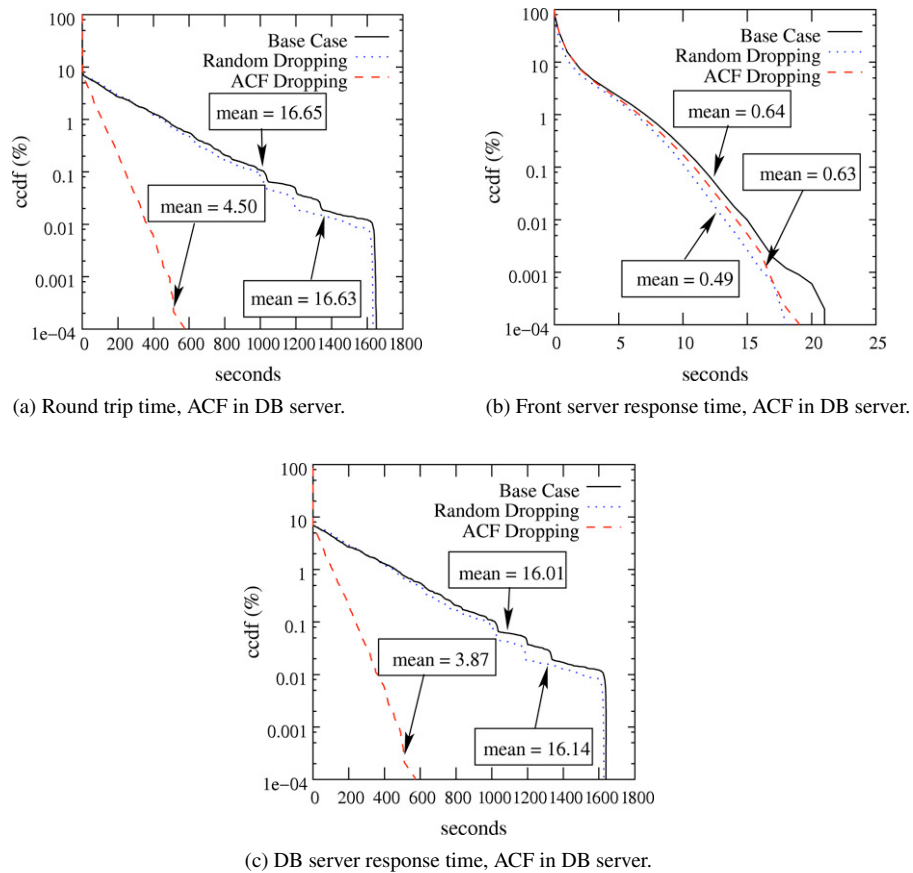 100
10
1
0.1
0.01
0.001
1e-04
ccdf (%)
Base Case
Random Dropping
ACF Dropping
mean = 16.65
mean = 4.50
mean = 16.63
0 200 400 600 800 1000 1200 1400 1600 1800
seconds
(a) Round trip time, ACF in DB server.
100
10
1
0.1
0.01
0.001
1e-04
ccdf (%)
Base Case
Random Dropping
ACF Dropping
mean = 0.64
mean = 0.63
mean = 0.49
0 5 10 15 20 25
seconds
(b) Front server response time, ACF in DB server.
100
10
1
0.1
0.01
0.001
1e-04
ccdf (%)
Base Case
Random Dropping
ACF Dropping
mean = 16.01
mean = 3.87
mean = 16.14
0 200 400 600 800 1000 1200 1400 1600 1800
seconds
(c) DB server response time, ACF in DB server.